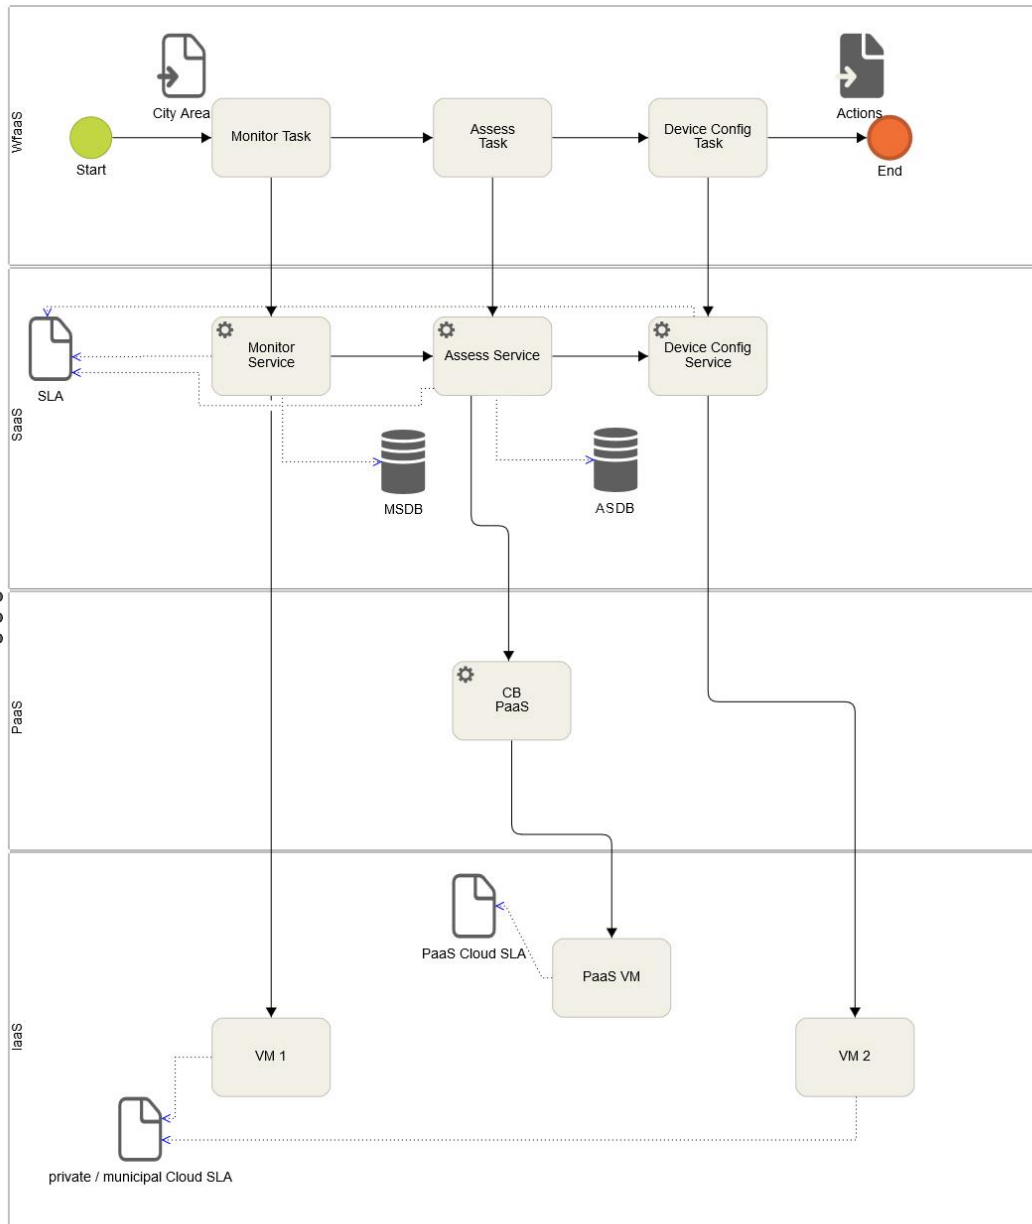 WfaaS
City Area
Actions
Monitor Task
Assess
Task
Device Config
Task
Start
End
SaaS
SLA
Monitor
Service
Assess Service
Device Config
Service
MSDB
ASDB
PaaS
CB
PaaS
IaaS
PaaS Cloud SLA
PaaS VM
VM 1
VM 2
private / municipal Cloud SLA